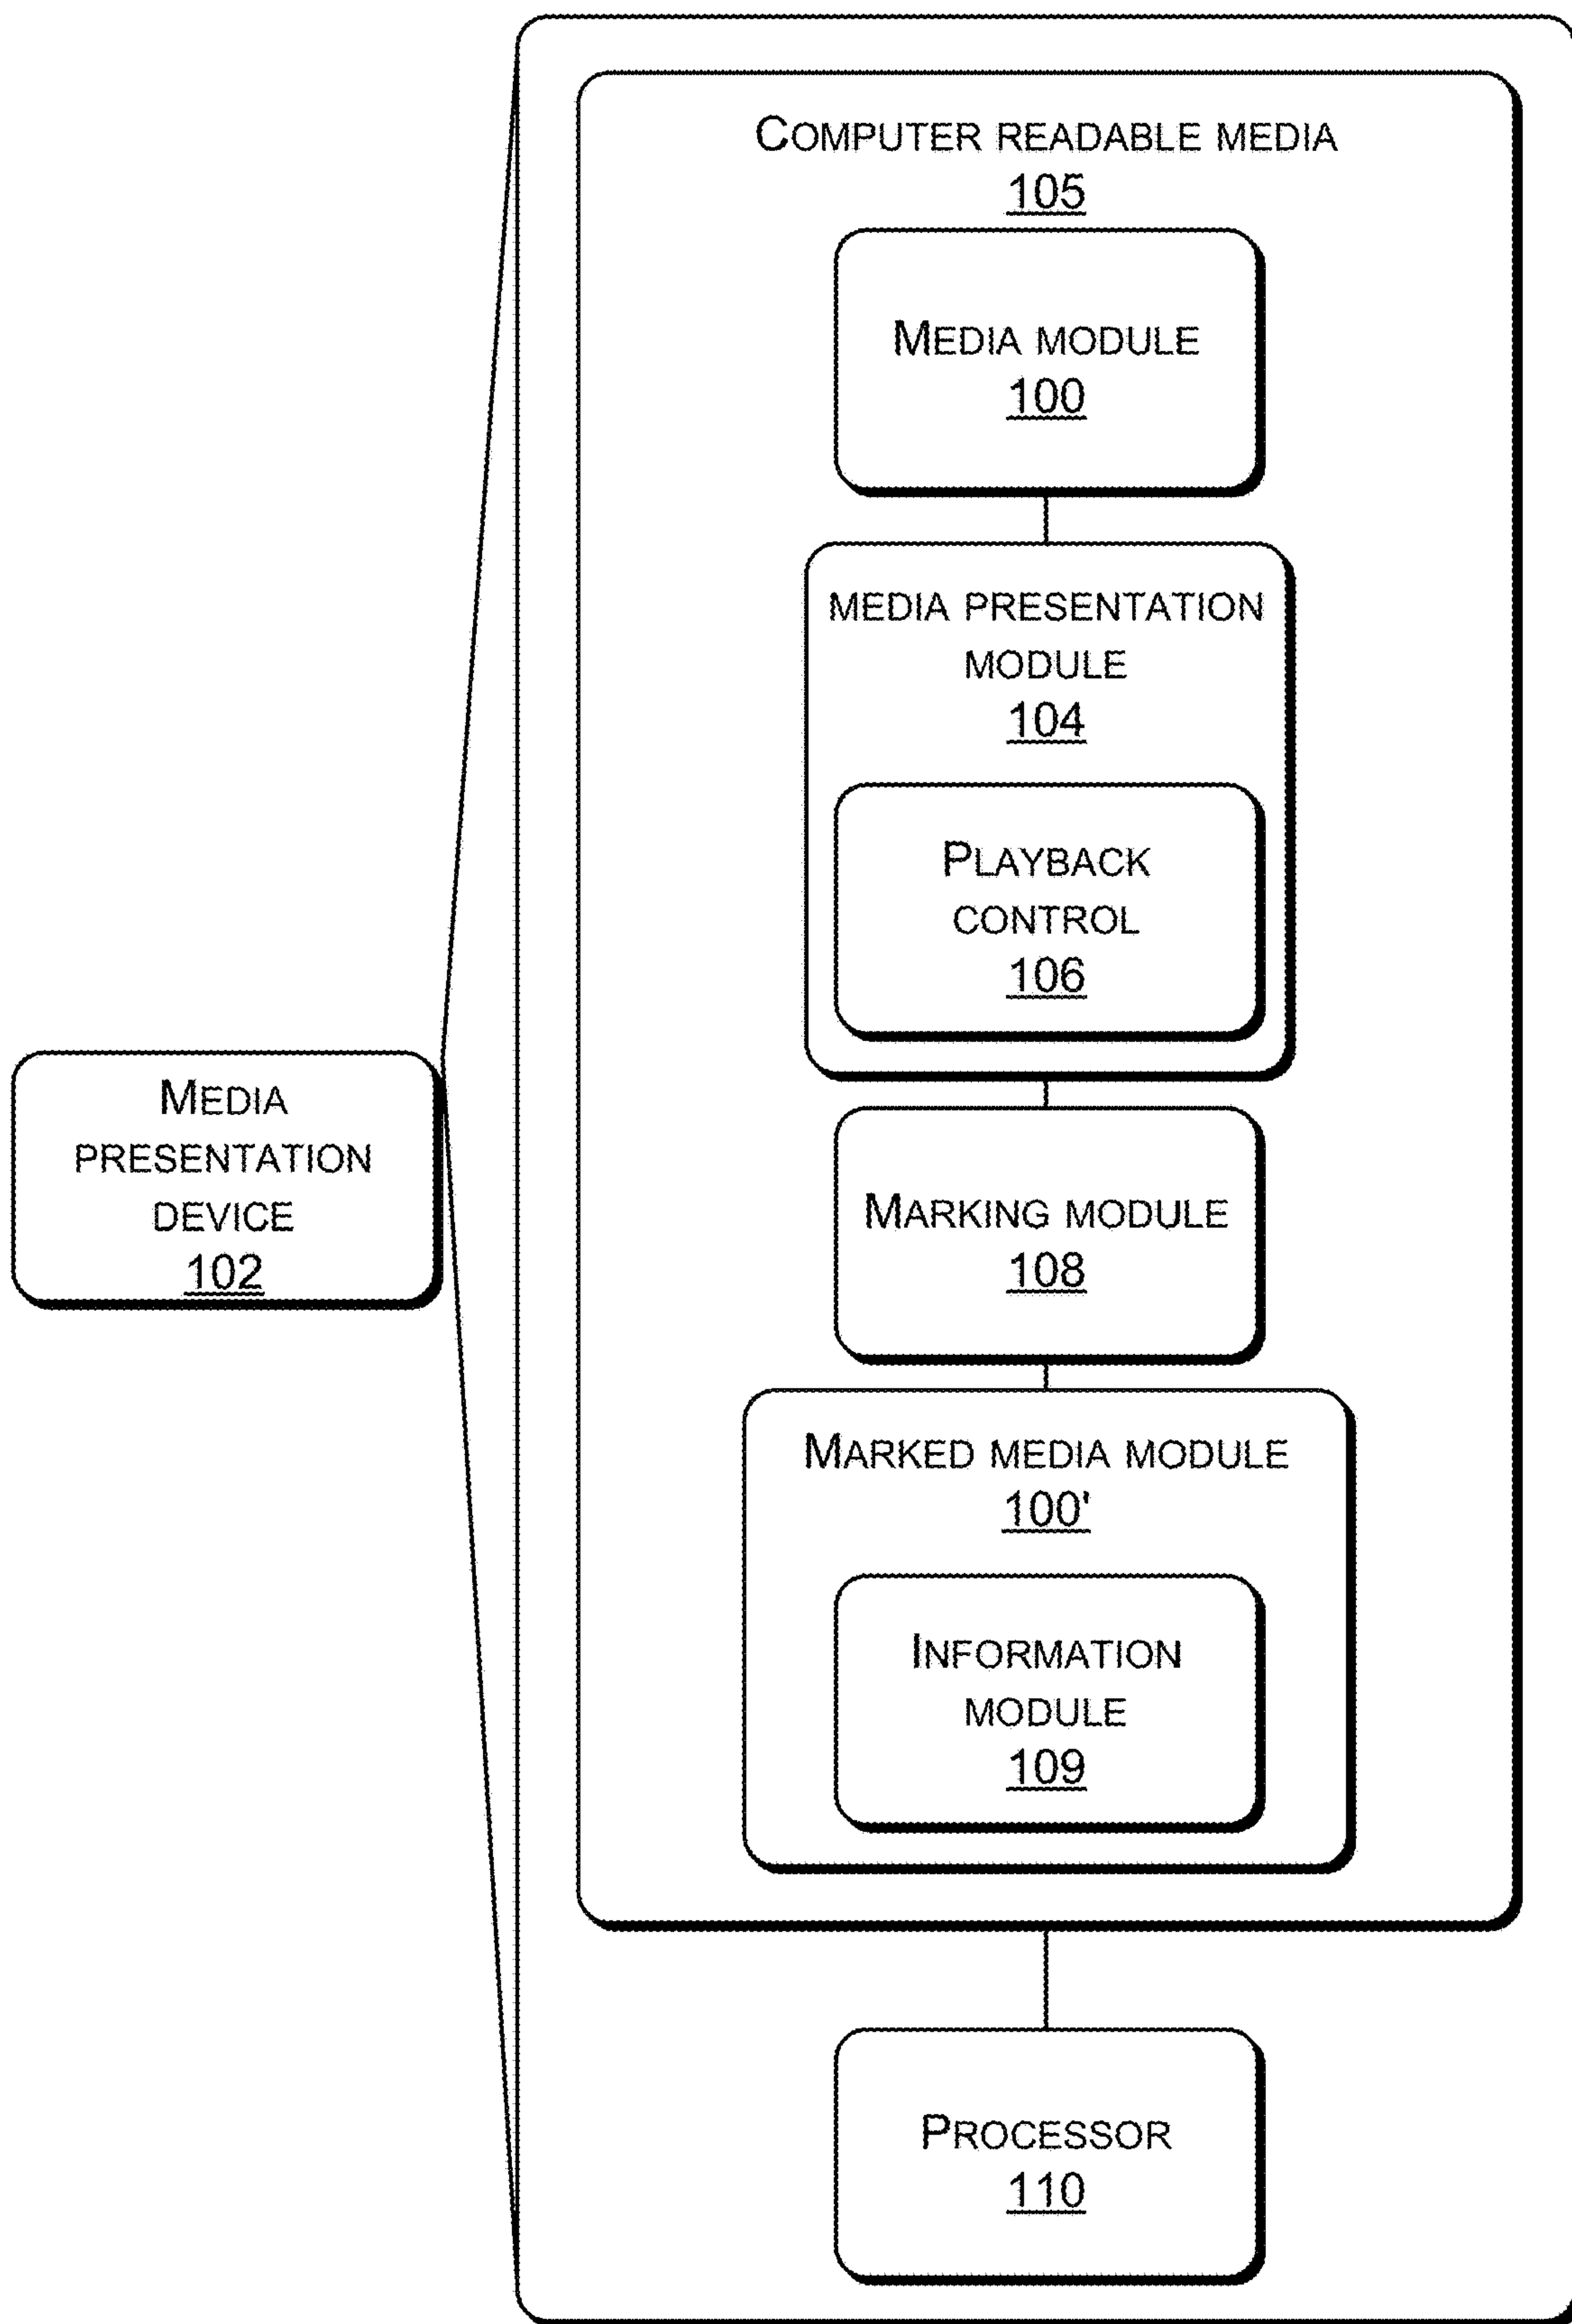 COMPUTER READABLE MEDIA
105
MEDIA MODULE
100
MEDIA PRESENTATION
MODULE
104
PLAYBACK
CONTROL
106
MEDIA
PRESENTATION
DEVICE
102
MARKING MODULE
108
MARKED MEDIA MODULE
100'
INFORMATION
MODULE
109
PROCESSOR
110